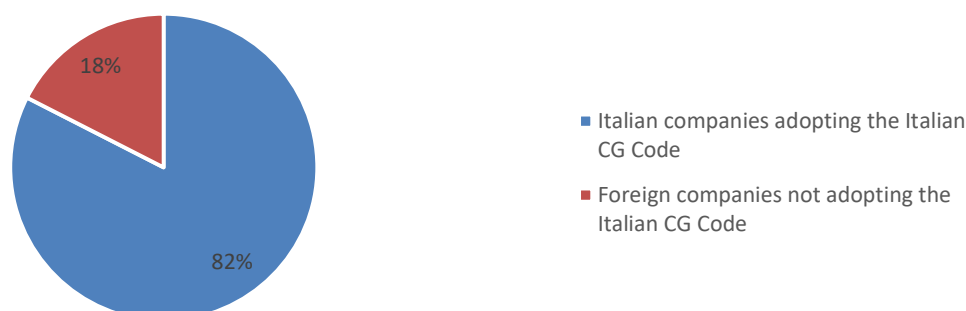 18%
82%
Italian companies adopting the Italian
CG Code
Foreign companies not adopting the
Italian CG Code